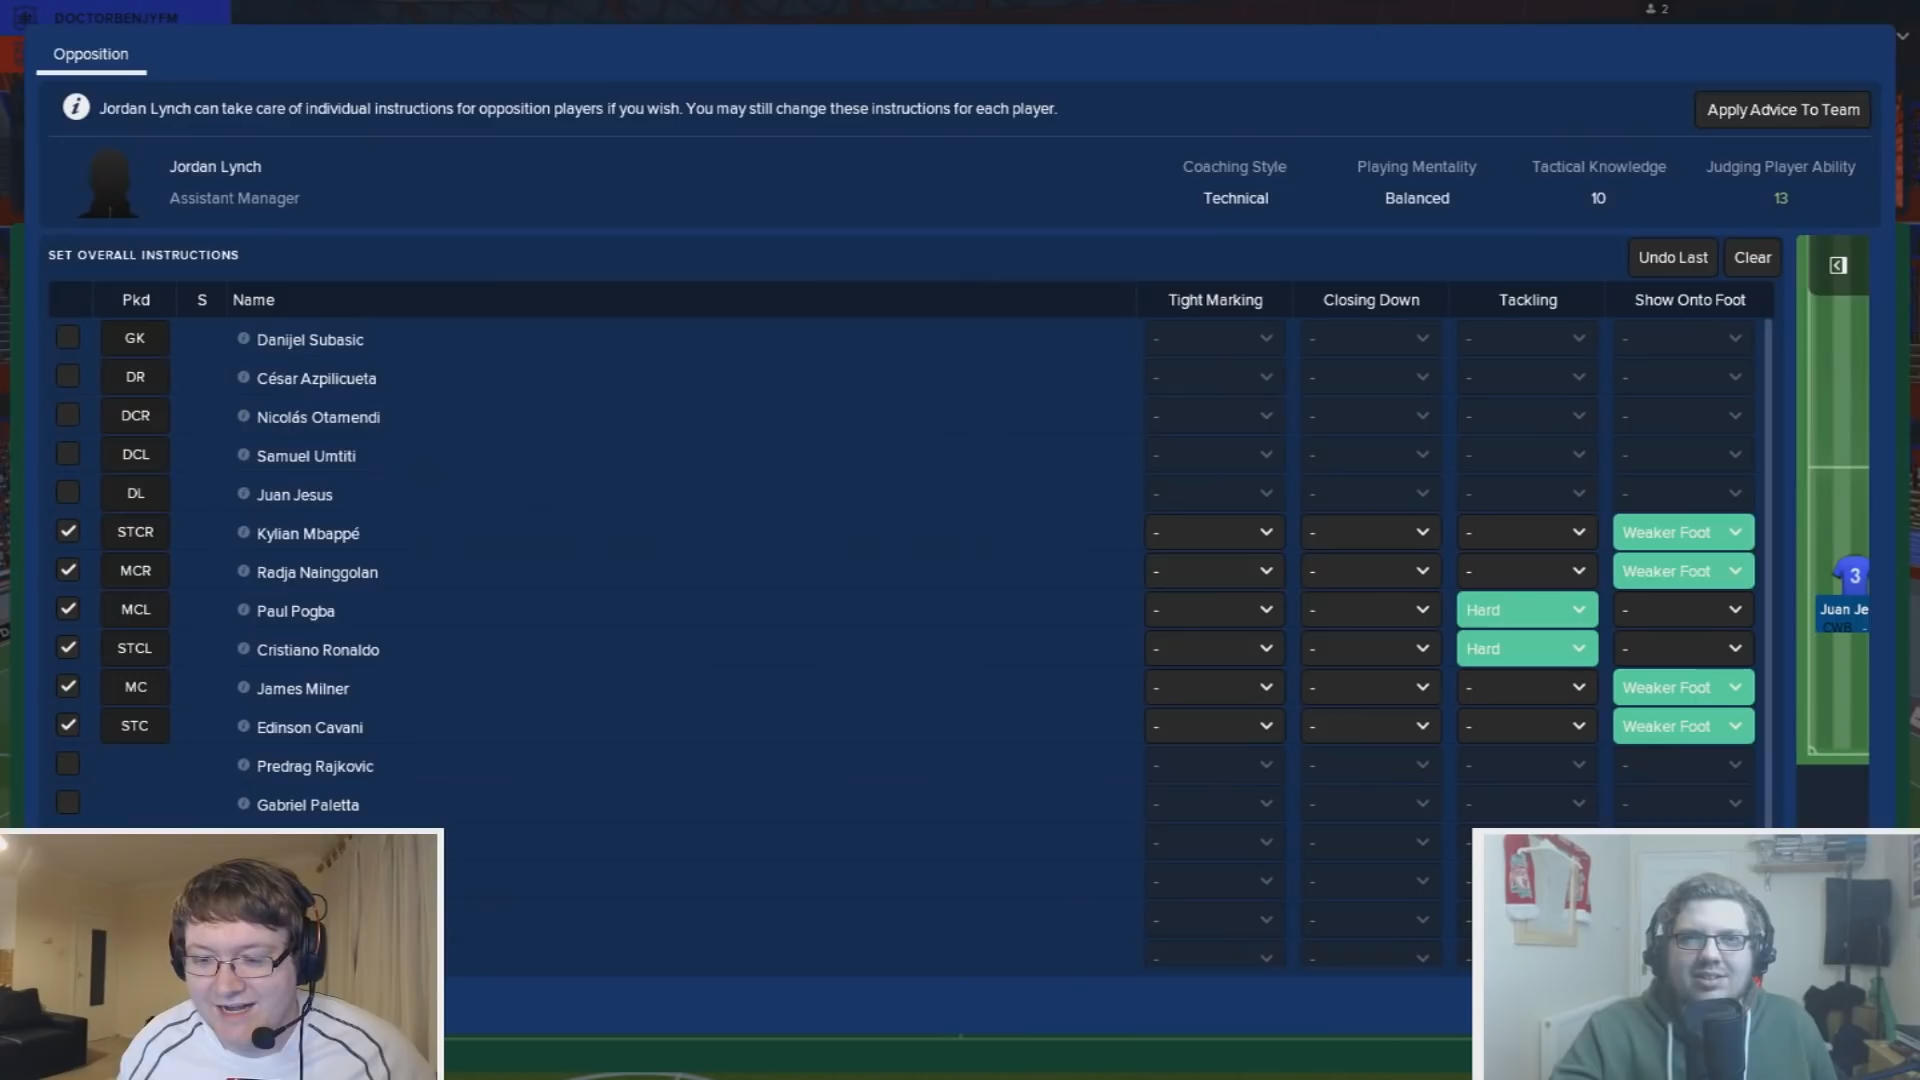 DOCTORBENJYFM
2
Opposition
Jordan Lynch can take care of individual instructions for opposition players if you wish. You may still change these instructions for each player.
Apply Advice To Team
Jordan Lynch
Assistant Manager
Coaching Style
Technical
Playing Mentality
Balanced
Tactical Knowledge
10
Judging Player Ability
13
SET OVERALL INSTRUCTIONS
Undo Last
Clear
Pkd S Name Tight Marking Closing Down Tackling Show Onto Foot
GK Danijel Subasic - - - -
DR César Azpilicueta - - - -
DCR Nicolás Otamendi - - - -
DCL Samuel Umtiti - - - -
DL Juan Jesus - - - -
STCR Kylian Mbappé - - - Weaker Foot
MCR Radja Nainggolan - - - Weaker Foot
MCL Paul Pogba - - Hard -
STCL Cristiano Ronaldo - - Hard -
MC James Milner - - - Weaker Foot
STC Edinson Cavani - - - Weaker Foot
Predrag Rajkovic - - - -
Gabriel Paletta - - - -
3
Juan Je
CWB -